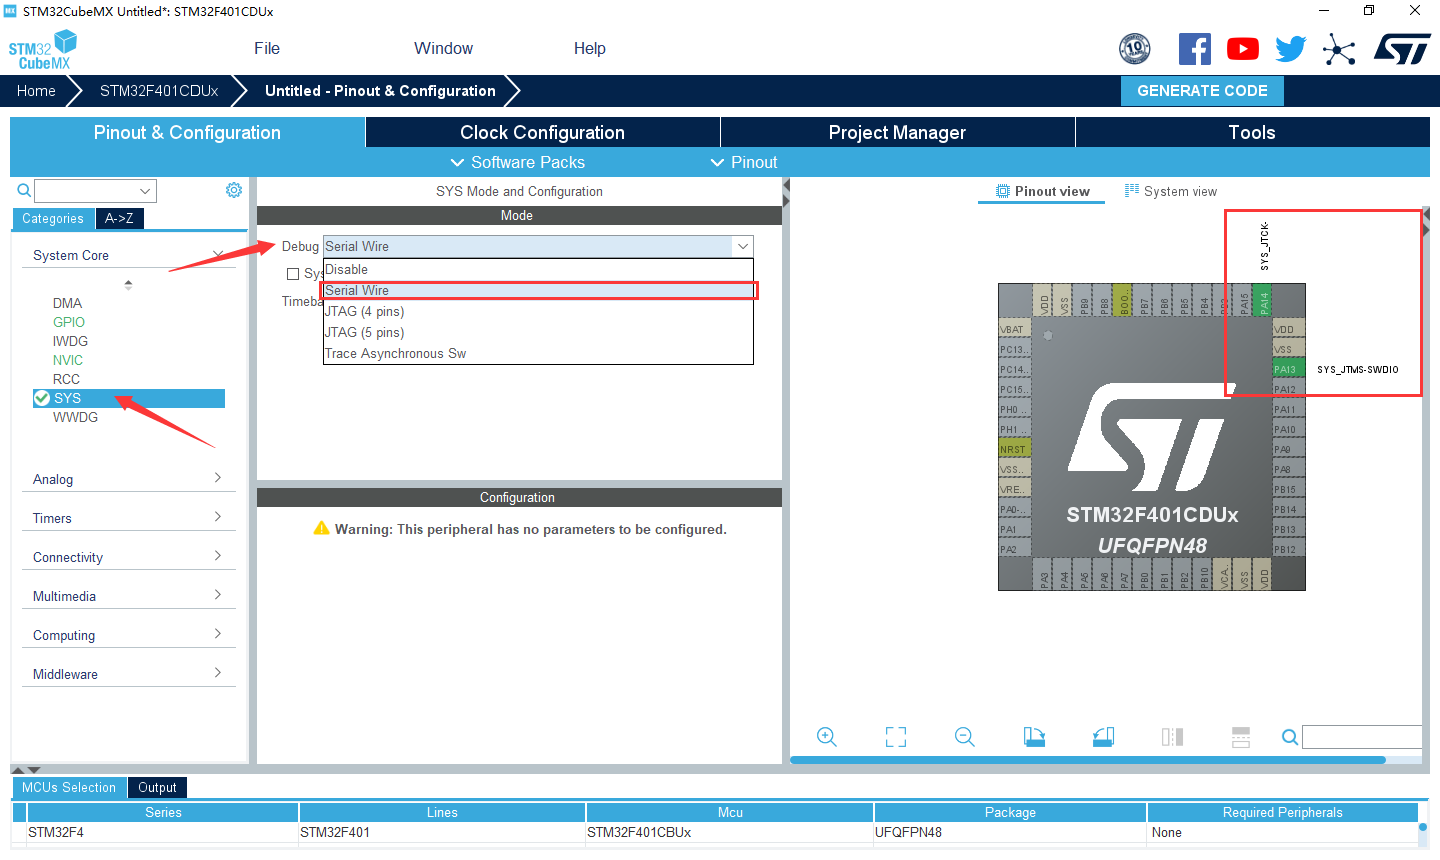 MX STM32CubeMX Untitled*: STM32F401CDUx
STM32
CubeMX
File
Window
Help
10
Home
STM32F401CDUx
Untitled - Pinout & Configuration
GENERATE CODE
Pinout & Configuration
Clock Configuration
Project Manager
Tools
Software Packs
Pinout
SYS Mode and Configuration
Pinout view
System view
Categories
A->Z
Mode
System Core
Debug
Serial Wire
Disable
Sys
Serial Wire
Timeba
JTAG (4 pins)
JTAG (5 pins)
Trace Asynchronous Sw
DMA
GPIO
IWDG
NVIC
RCC
SYS
WWDG
Analog
Timers
Connectivity
Multimedia
Computing
Middleware
Configuration
Warning: This peripheral has no parameters to be configured.
SYS_JTCK-
VDD
VSS
PB9
PB8
BOO..
PB7
PB6
PB5
PB4
PB3
PA15
PA14
VBAT
PC13..
PC14..
PC15..
PH0 ..
PH1 ..
NRST
VSS..
VRE..
PA0-..
PA1
PA2
VDD
VSS
PA13
SYS_JTMS-SWDIO
PA12
PA11
PA10
PA9
PA8
PB15
PB14
PB13
PB12
ST
STM32F401CDUx
UFQFPN48
PA3
PA4
PA5
PA6
PA7
PB0
PB1
PB2
PB10
VCA..
VSS
VDD
MCUs Selection
Output
Series
Lines
Mcu
Package
Required Peripherals
STM32F4
STM32F401
STM32F401CBUx
UFQFPN48
None